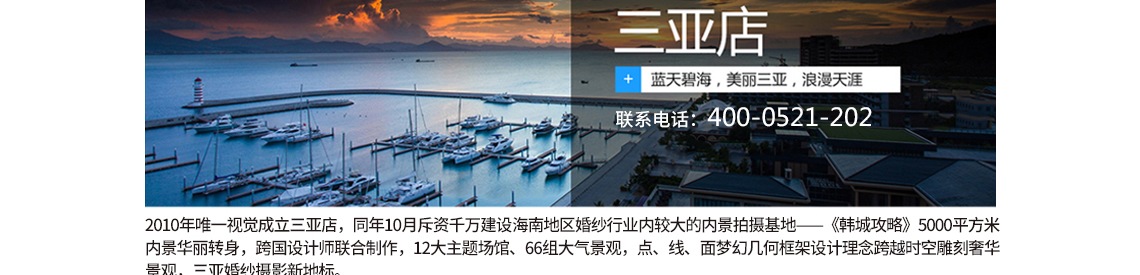 三亚店
+ 蓝天碧海，美丽三亚，浪漫天涯
联系电话：400-0521-202
2010年唯一视觉成立三亚店，同年10月斥资千万建设海南地区婚纱行业内较大的内景拍摄基地——《韩城攻略》5000平方米
内景华丽转身，跨国设计师联合制作，12大主题场馆、66组大气景观，点、线、面梦幻几何框架设计理念跨越时空雕刻奢华
景观，三亚婚纱摄影新地标。